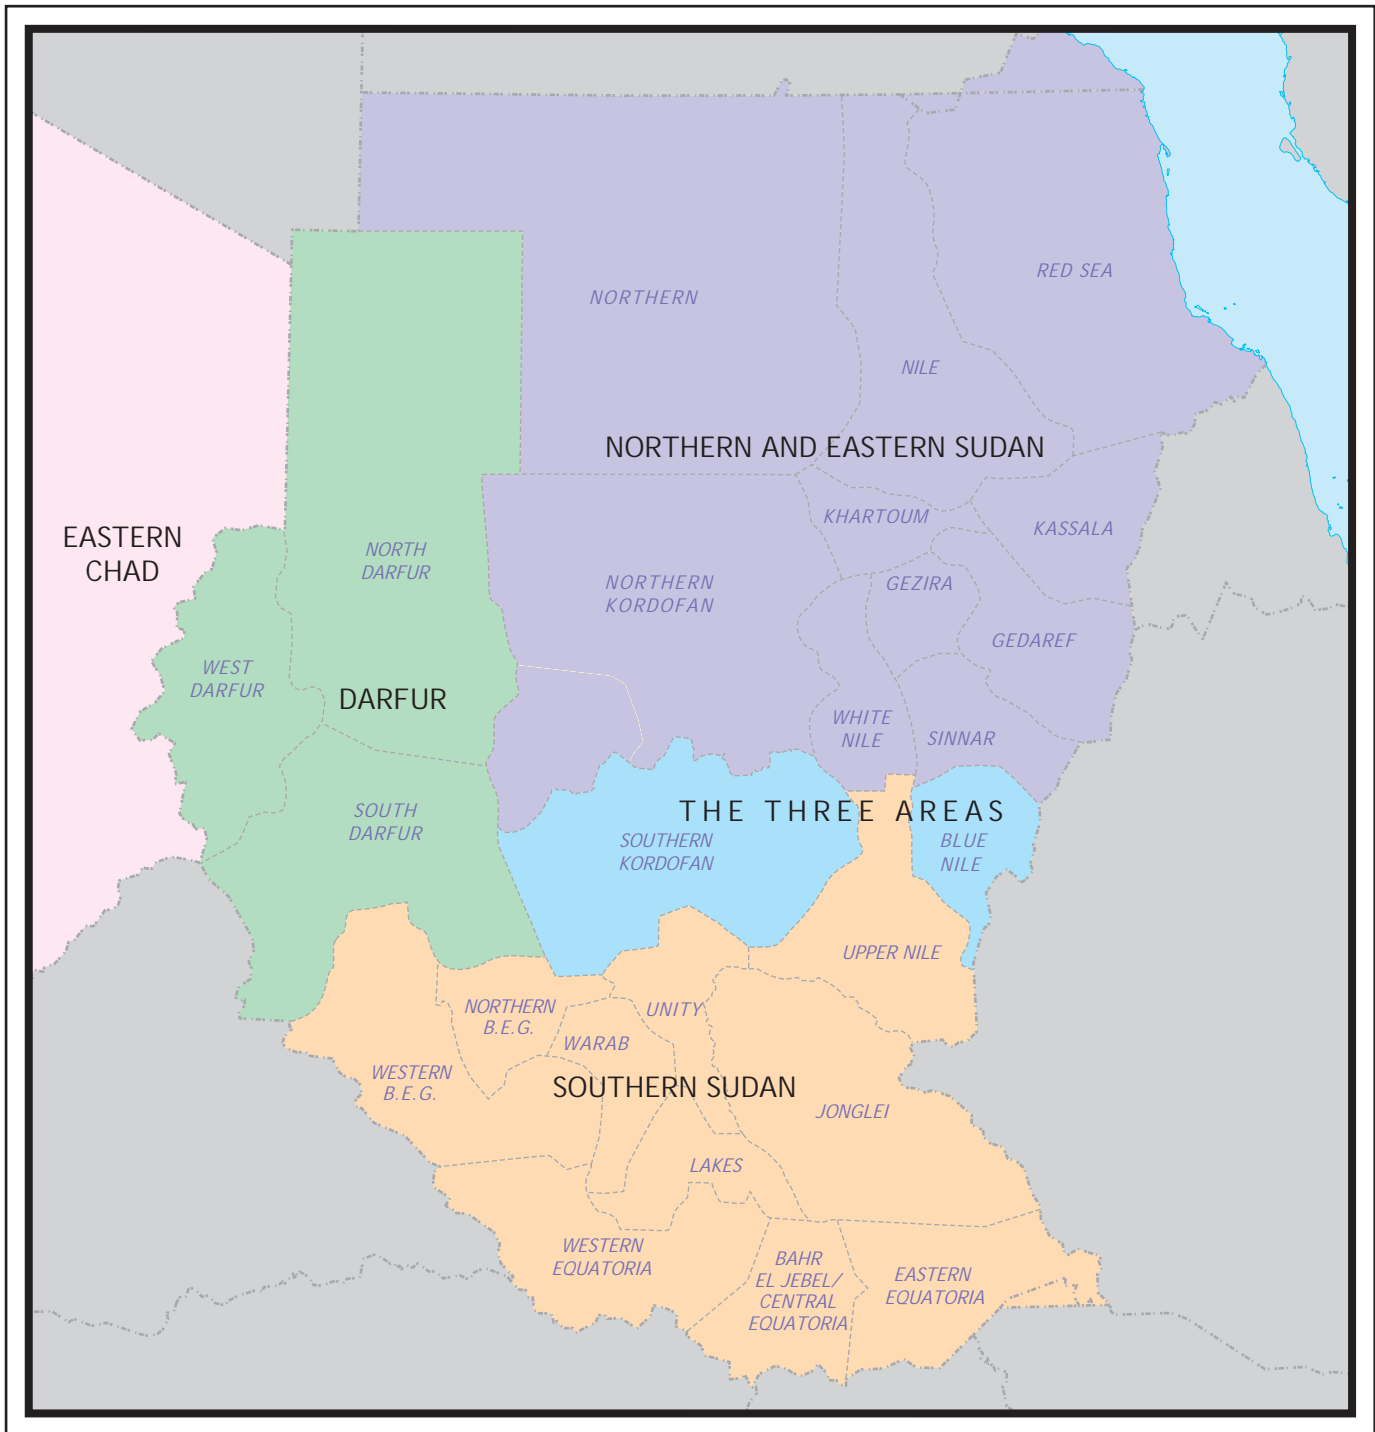 RED SEA
NORTHERN
NILE
NORTHERN AND EASTERN SUDAN
KHARTOUM
KASSALA
EASTERN
CHAD
NORTH
DARFUR
NORTHERN
KORDOFAN
GEZIRA
GEDAREF
WEST
DARFUR
DARFUR
WHITE
NILE
SINNAR
THE THREE AREAS
SOUTH
DARFUR
SOUTHERN
KORDOFAN
BLUE
NILE
UPPER NILE
NORTHERN
B.E.G.
UNITY
WARAB
WESTERN
B.E.G.
SOUTHERN SUDAN
JONGLEI
LAKES
WESTERN
EQUATORIA
BAHR
EL JEBEL/
CENTRAL
EQUATORIA
EASTERN
EQUATORIA